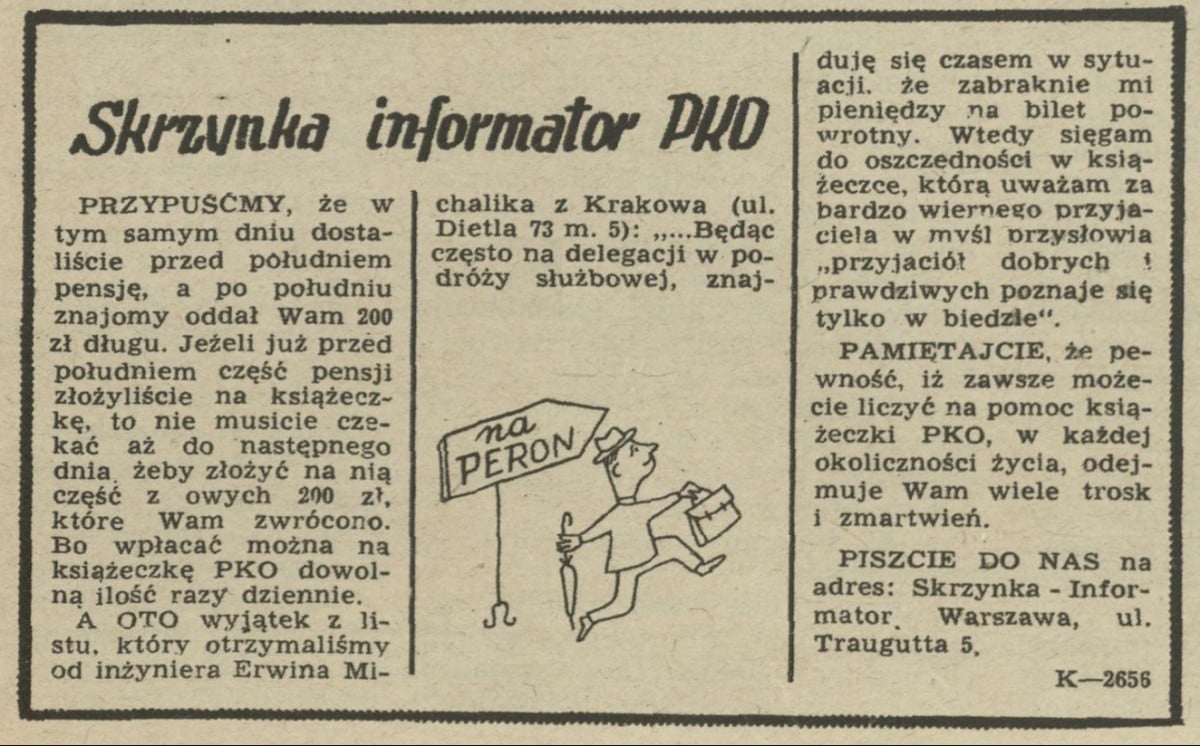 Skrzynka informator PKO
PRZYPUŚĆMY, że w
tym samym dniu dosta-
liście przed południem
pensję, a po południu
znajomy oddał Wam 200
zł długu. Jeżeli już przed
południem część pensji
złożyliście na książecz-
kę, to nie musicie cze-
kać aż do następnego
dnia, żeby złożyć na nią
część z owych 200 zł,
które Wam zwrócono.
Bo wpłacać można na
książeczkę PKO dowol-
ną ilość razy dziennie.
A OTO wyjątek z li-
stu, który otrzymaliśmy
od inżyniera Erwina Mi-
chalika z Krakowa (ul.
Dietla 73 m. 5): „...Będąc
często na delegacji w po-
dróży służbowej, znaj-
na
PERON
duję się czasem w sytu-
acji, że zabraknie mi
pieniędzy na bilet po-
wrotny. Wtedy sięgam
do oszczędności w ksią-
żeczce, którą uważam za
bardzo wiernego przyja-
ciela w myśl przysłowia
„przyjaciół dobrych i
prawdziwych poznaje się
tylko w biedzie“.
PAMIĘTAJCIE, że pe-
wność, iż zawsze może-
cie liczyć na pomoc ksią-
żeczki PKO, w każdej
okoliczności życia, odej-
muje Wam wiele trosk
i zmartwień.
PISZCIE DO NAS na
adres: Skrzynka - Infor-
mator, Warszawa, ul.
Traugutta 5.
K—2656